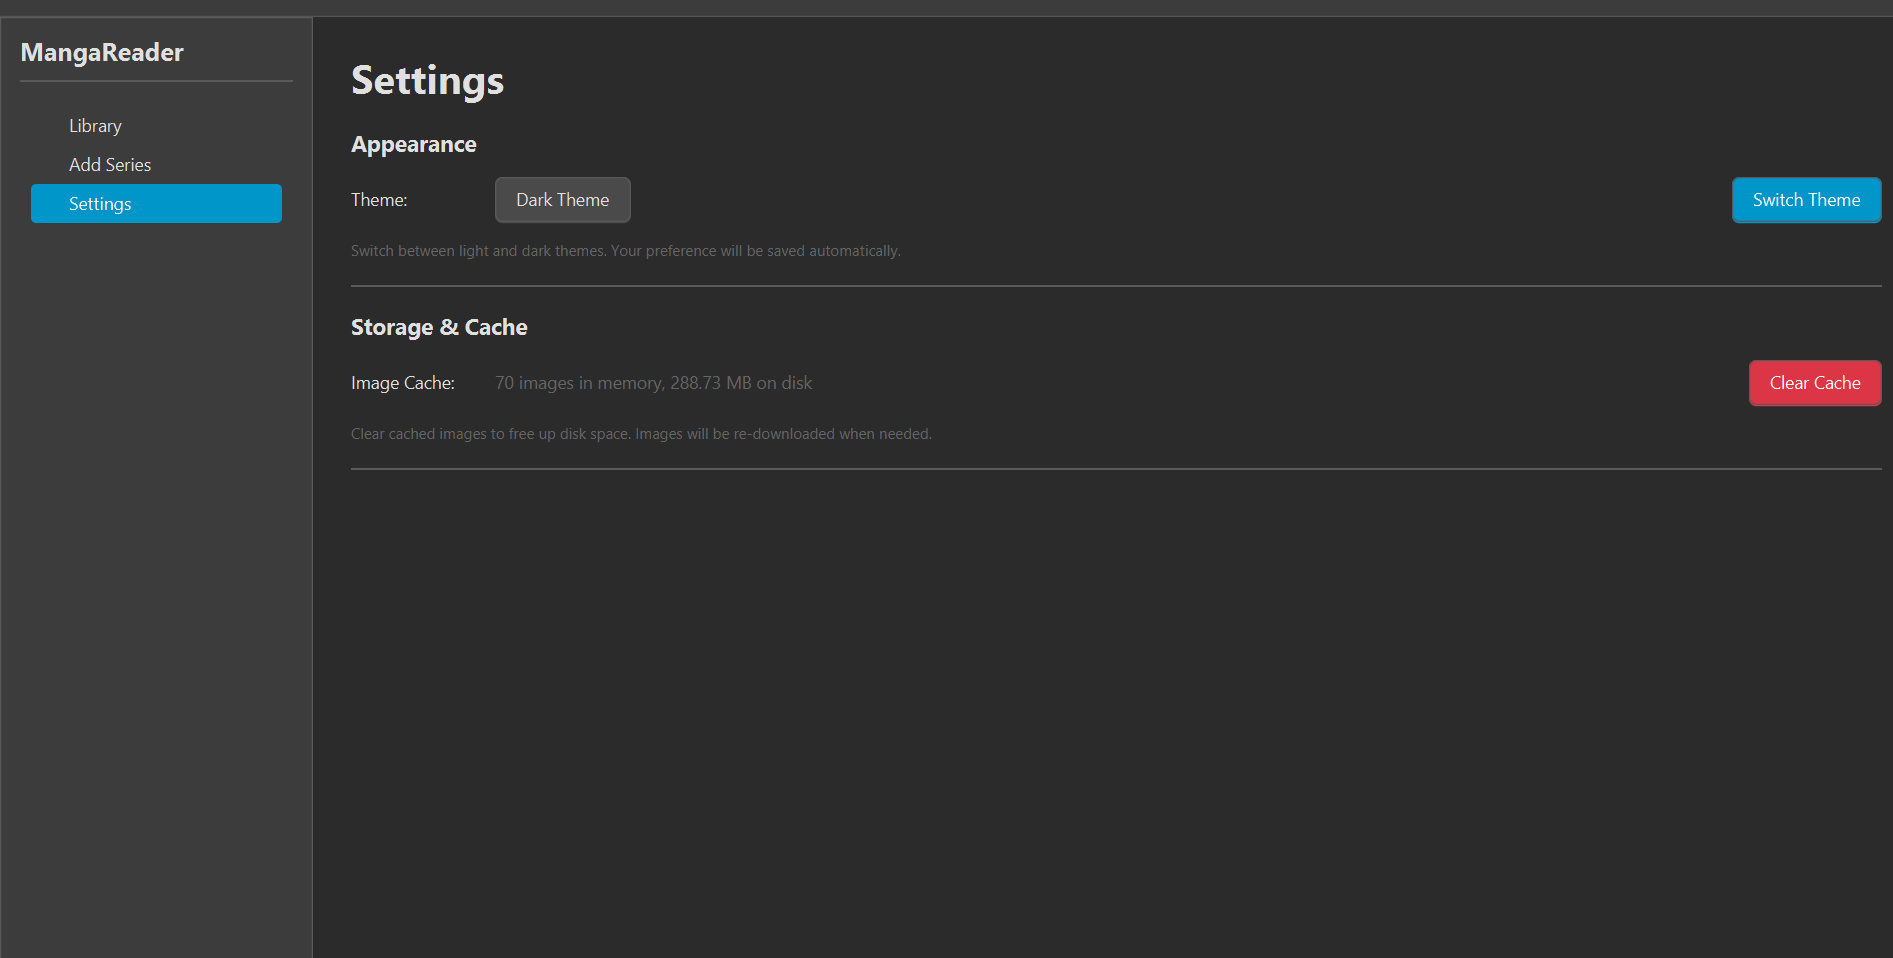 MangaReader
Library
Add Series
Settings
Settings
Appearance
Theme: Dark Theme Switch Theme
Switch between light and dark themes. Your preference will be saved automatically.
Storage & Cache
Image Cache: 70 images in memory, 288.73 MB on disk Clear Cache
Clear cached images to free up disk space. Images will be re-downloaded when needed.